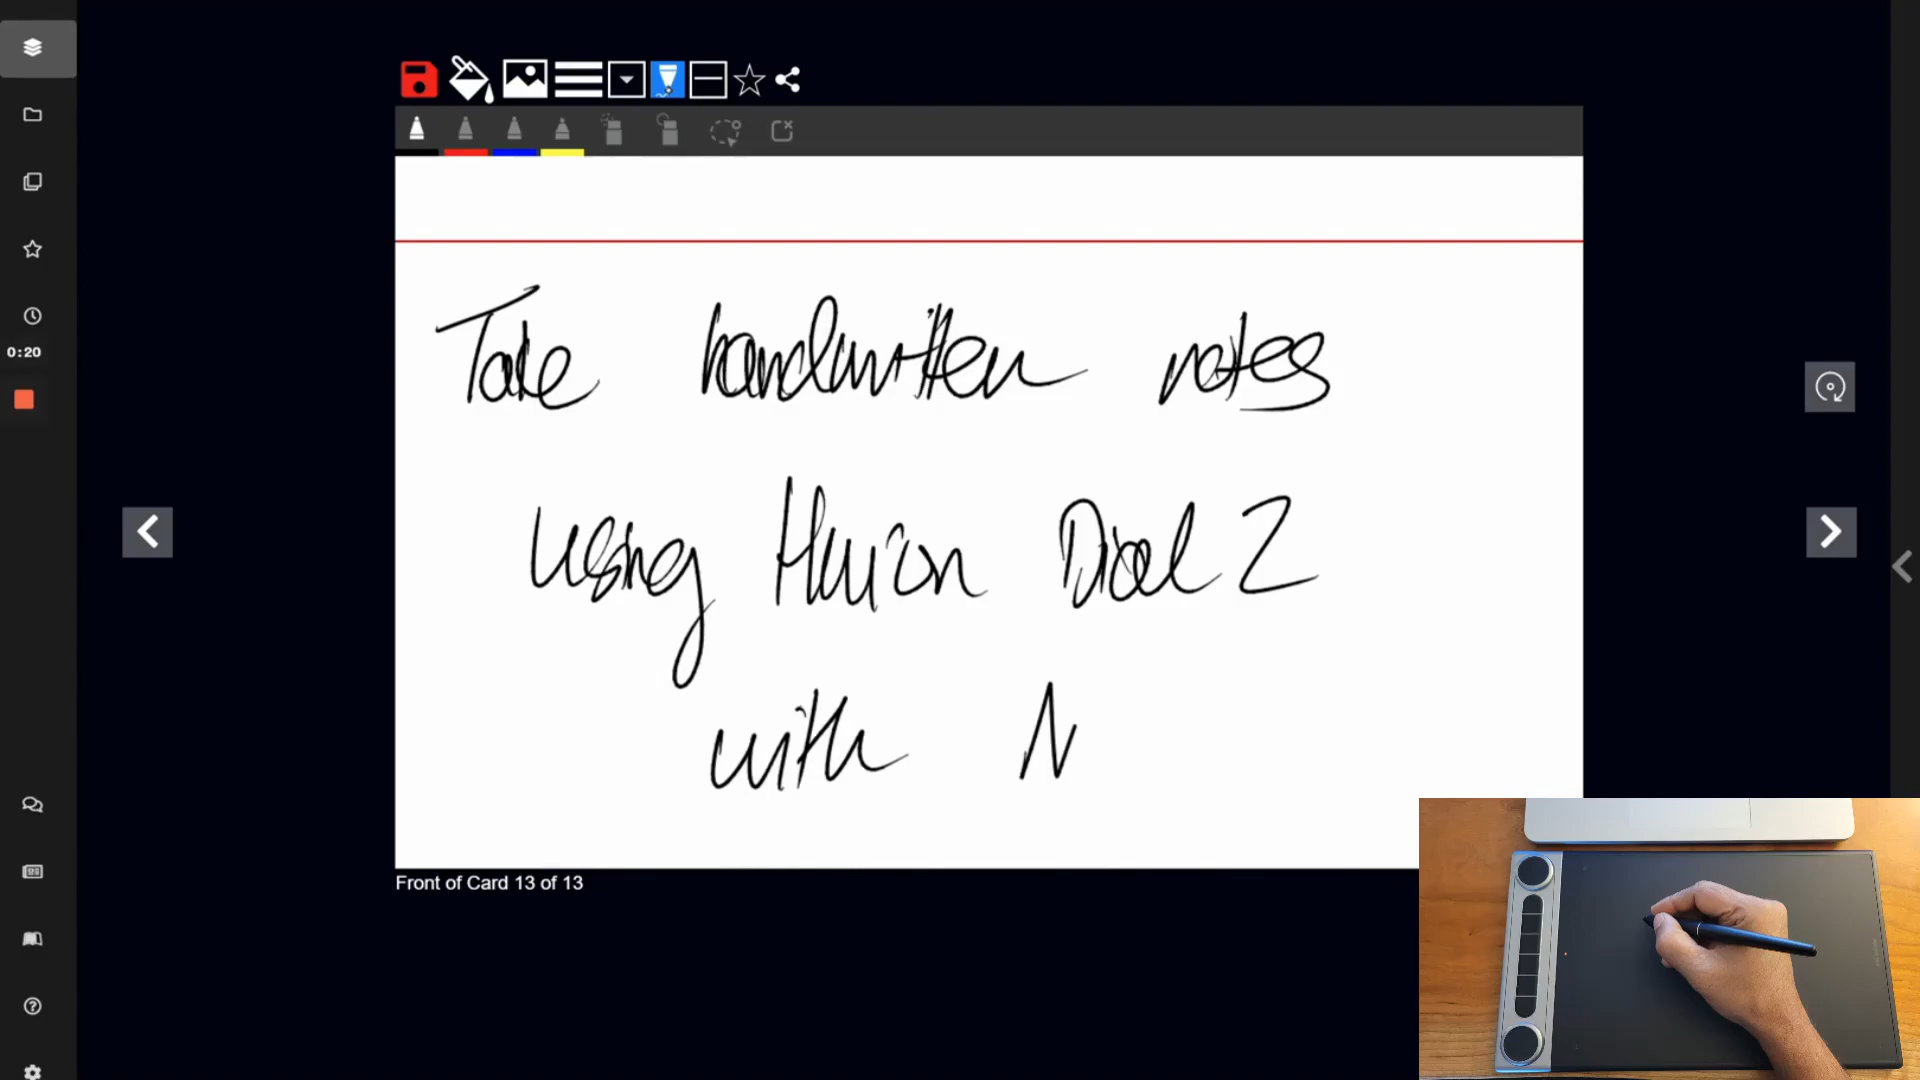 0:20
Take handwritten notes
using Huion Dial 2
with N
Front of Card 13 of 13